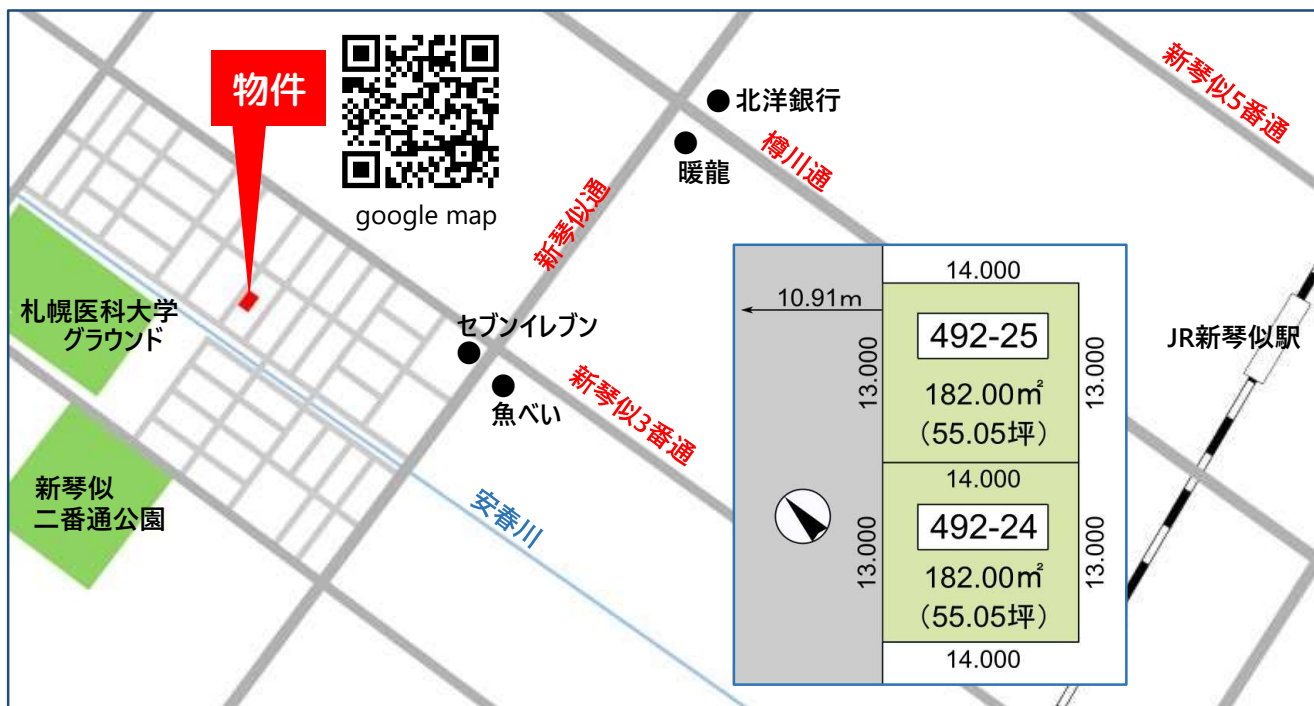 物件
google map
北洋銀行
暖龍
樽川通
新琴似5番通
新琴似通
札幌医科大学
グラウンド
セブンイレブン
魚べい
新琴似3番通
JR新琴似駅
新琴似
二番通公園
安春川
14.000
10.91m
492-25
13.000
13.000
182.00㎡
（55.05坪）
14.000
492-24
13.000
13.000
182.00㎡
（55.05坪）
14.000